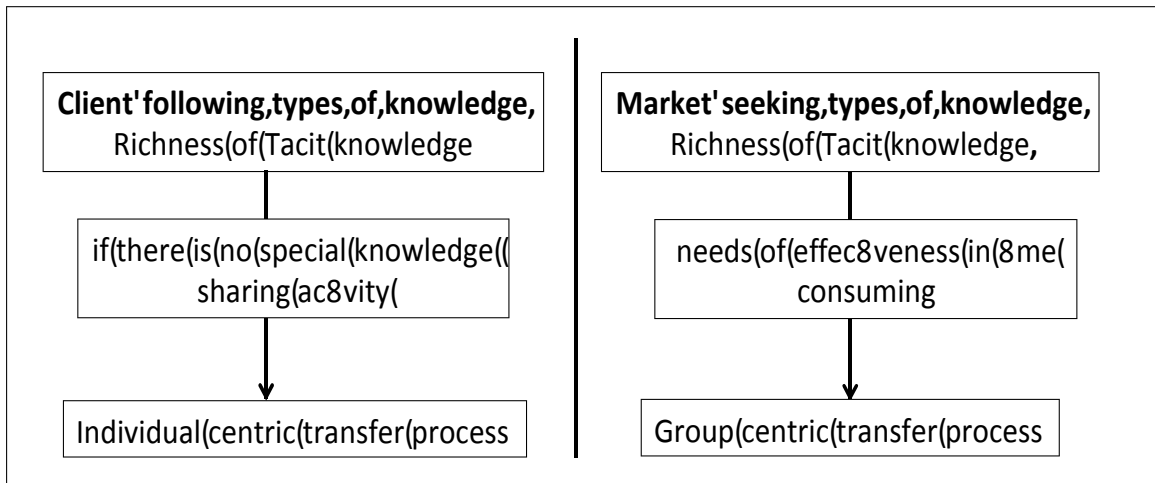 Client'following,types,of,knowledge,
Richness(of(Tacit(knowledge
if(there(is(no(special(knowledge((
sharing(ac8vity(
Individual(centric(transfer(process
Market'seeking,types,of,knowledge,
Richness(of(Tacit(knowledge,
needs(of(effec8veness(in(8me(
consuming
Group(centric(transfer(process